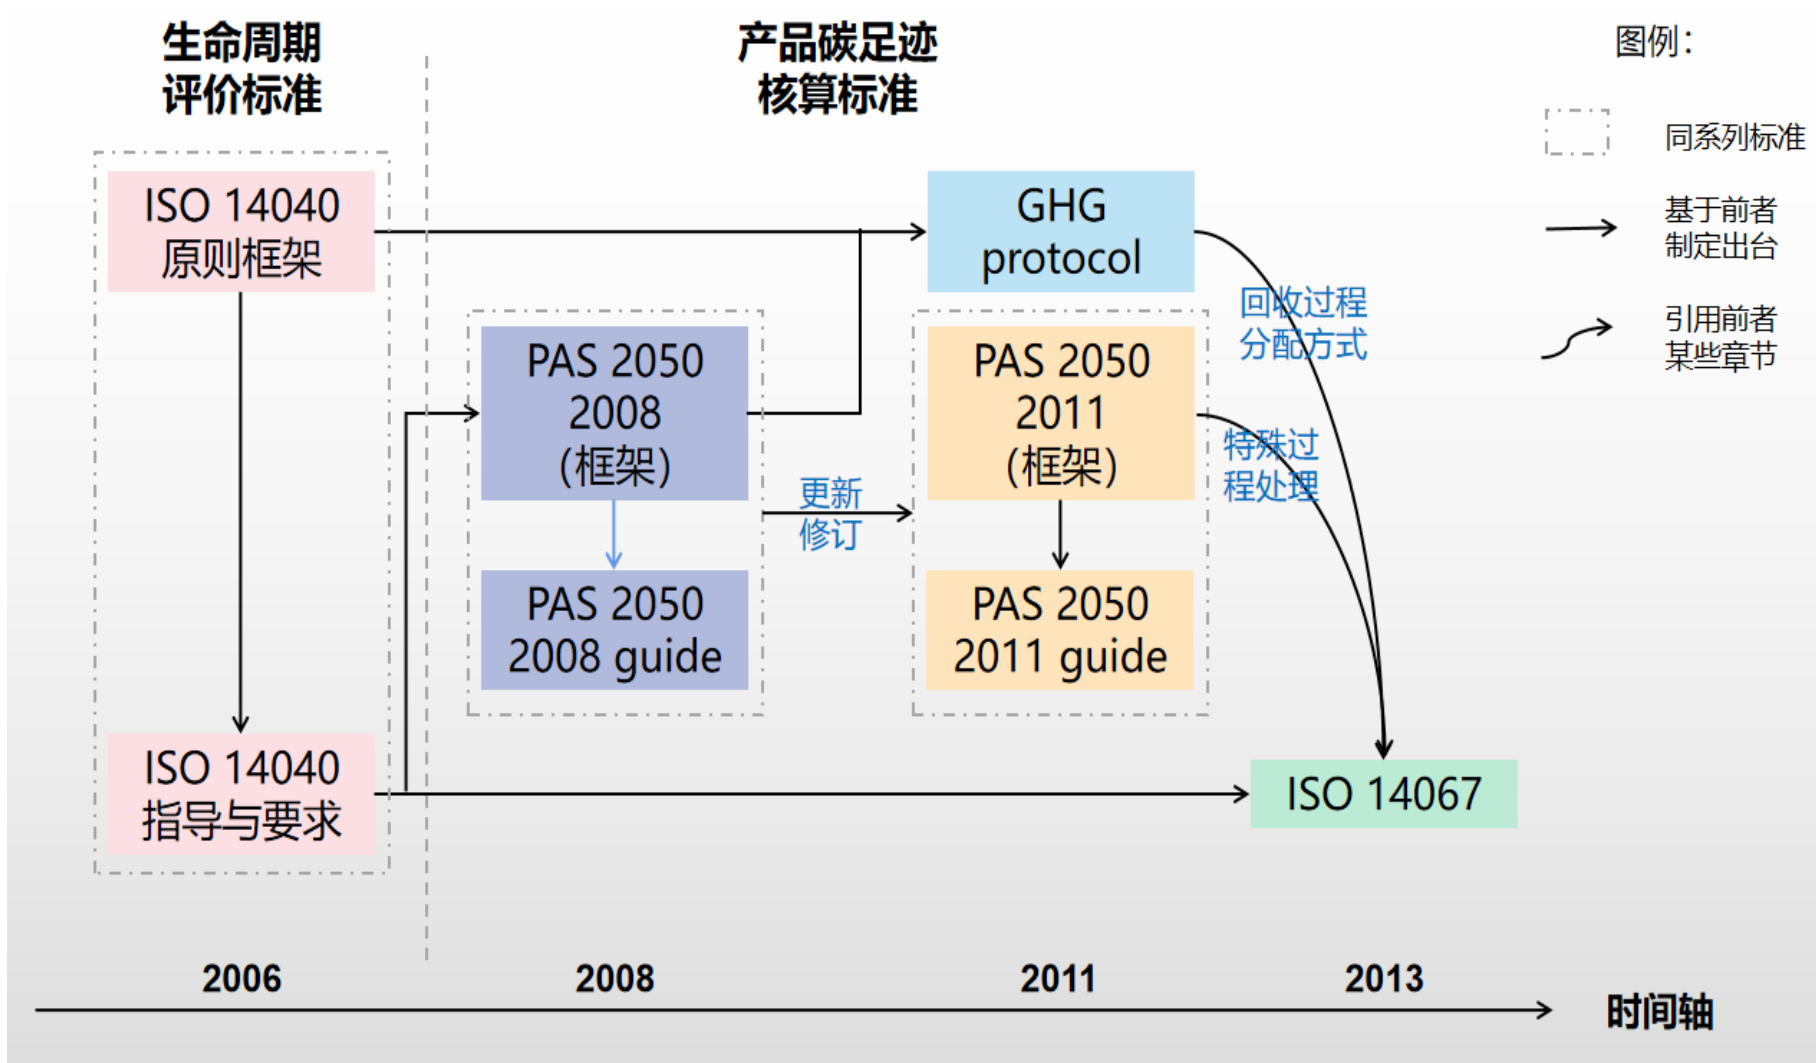 生命周期
评价标准
产品碳足迹
核算标准
图例：
同系列标准
基于前者
制定出台
引用前者
某些章节
ISO 14040
原则框架
GHG
protocol
回收过程
分配方式
PAS 2050
2008
(框架)
PAS 2050
2011
(框架)
特殊过
程处理
更新
修订
PAS 2050
2008 guide
PAS 2050
2011 guide
ISO 14040
指导与要求
ISO 14067
2006
2008
2011
2013
时间轴